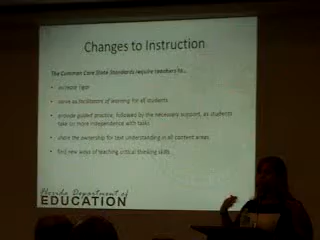 Changes to Instruction
The Common Core State Standards require teachers to...
• increase rigor
• serve as facilitators of learning for all students
• provide guided practice, followed by the necessary support, as students
take on more independence with tasks
• share the ownership for text understanding in all content areas
• find new ways of teaching critical thinking skills
Florida Department of
EDUCATION